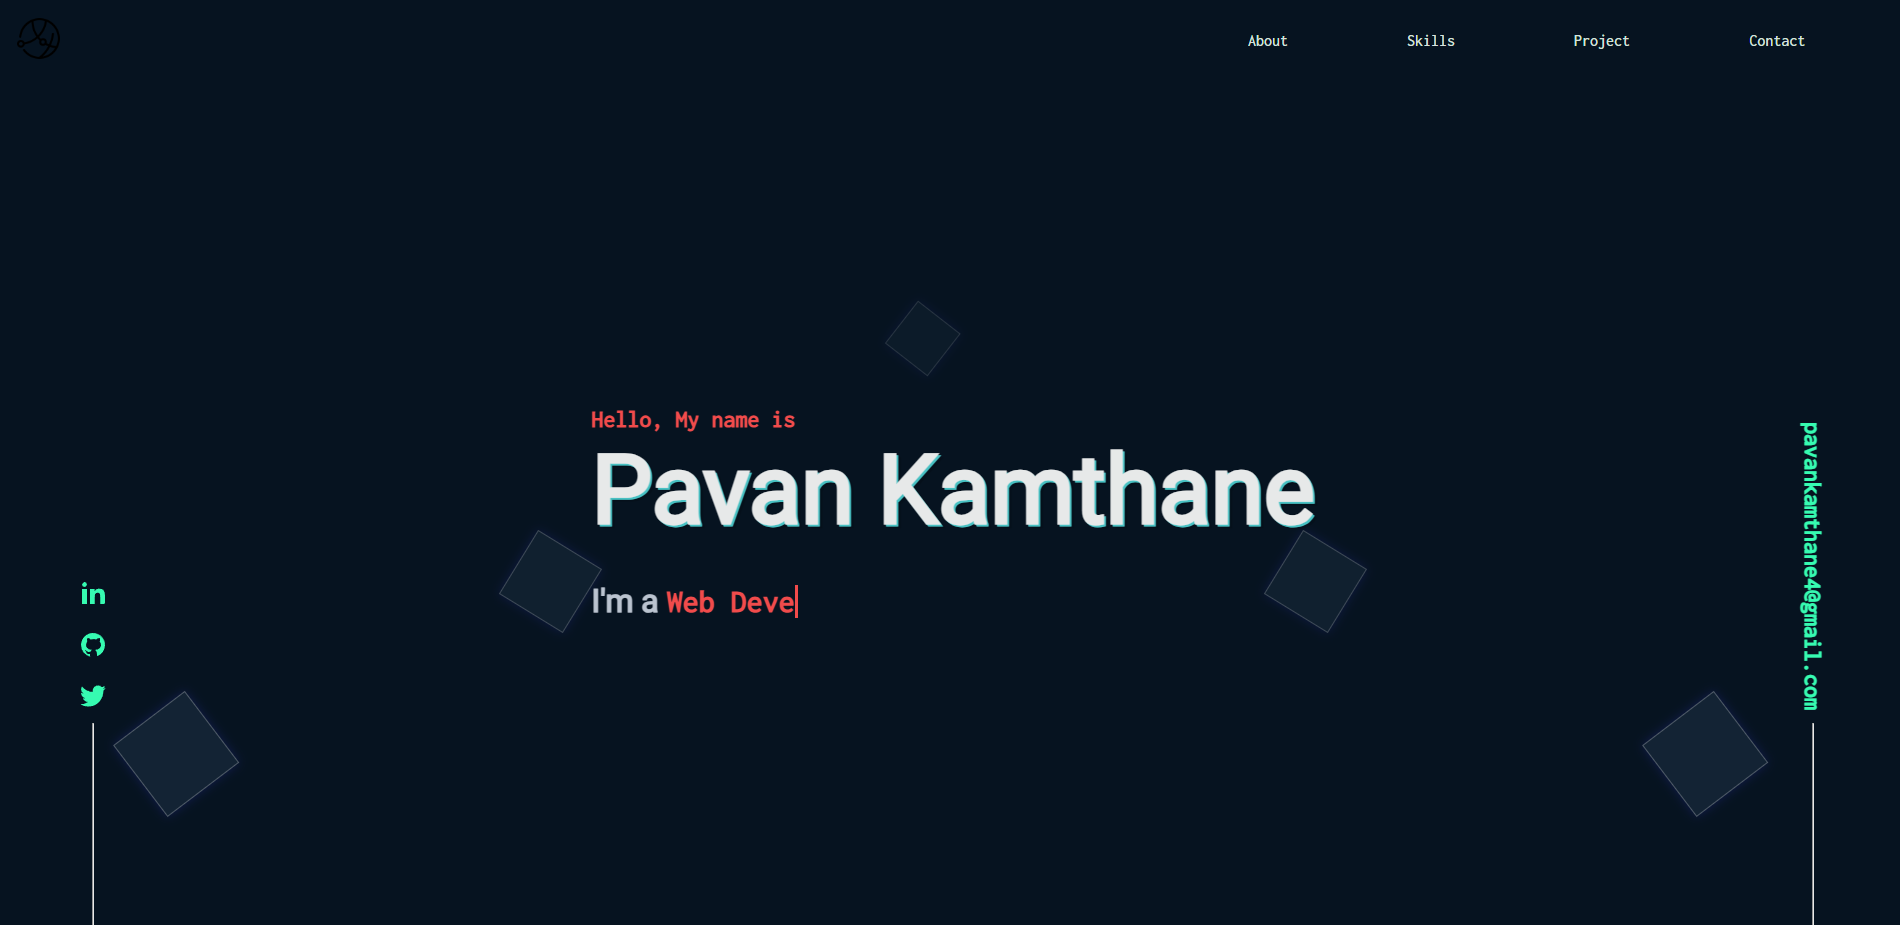 About
Skills
Project
Contact
Hello, My name is
Pavan Kamthane
I'm a Web Deve
pavankamthane4@gmail.com